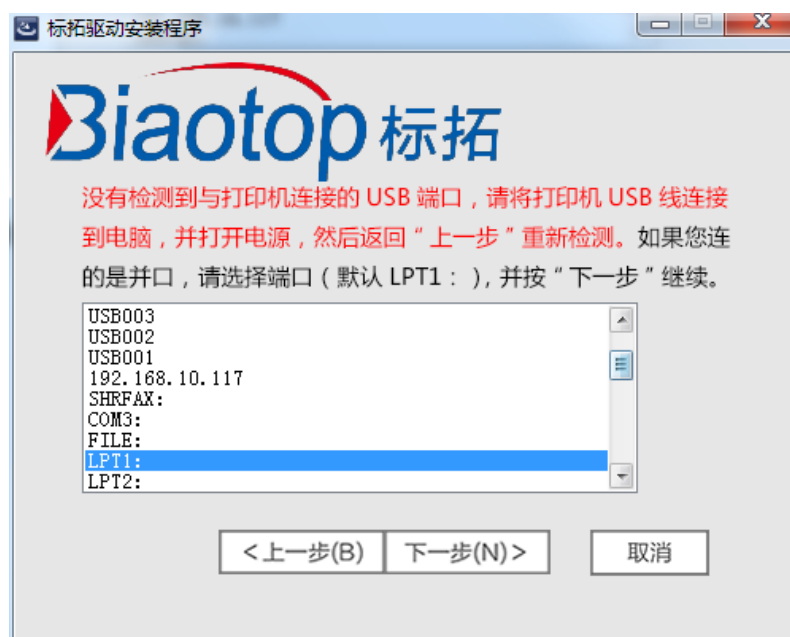 标拓驱动安装程序
Biaotop 标拓
没有检测到与打印机连接的 USB 端口，请将打印机 USB 线连接
到电脑，并打开电源，然后返回“上一步”重新检测。如果您连
的是并口，请选择端口（默认 LPT1：），并按“下一步”继续。
USB003
USB002
USB001
192.168.10.117
SHRFAX:
COM3:
FILE:
LPT1:
LPT2:
<上一步(B) 下一步(N)> 取消